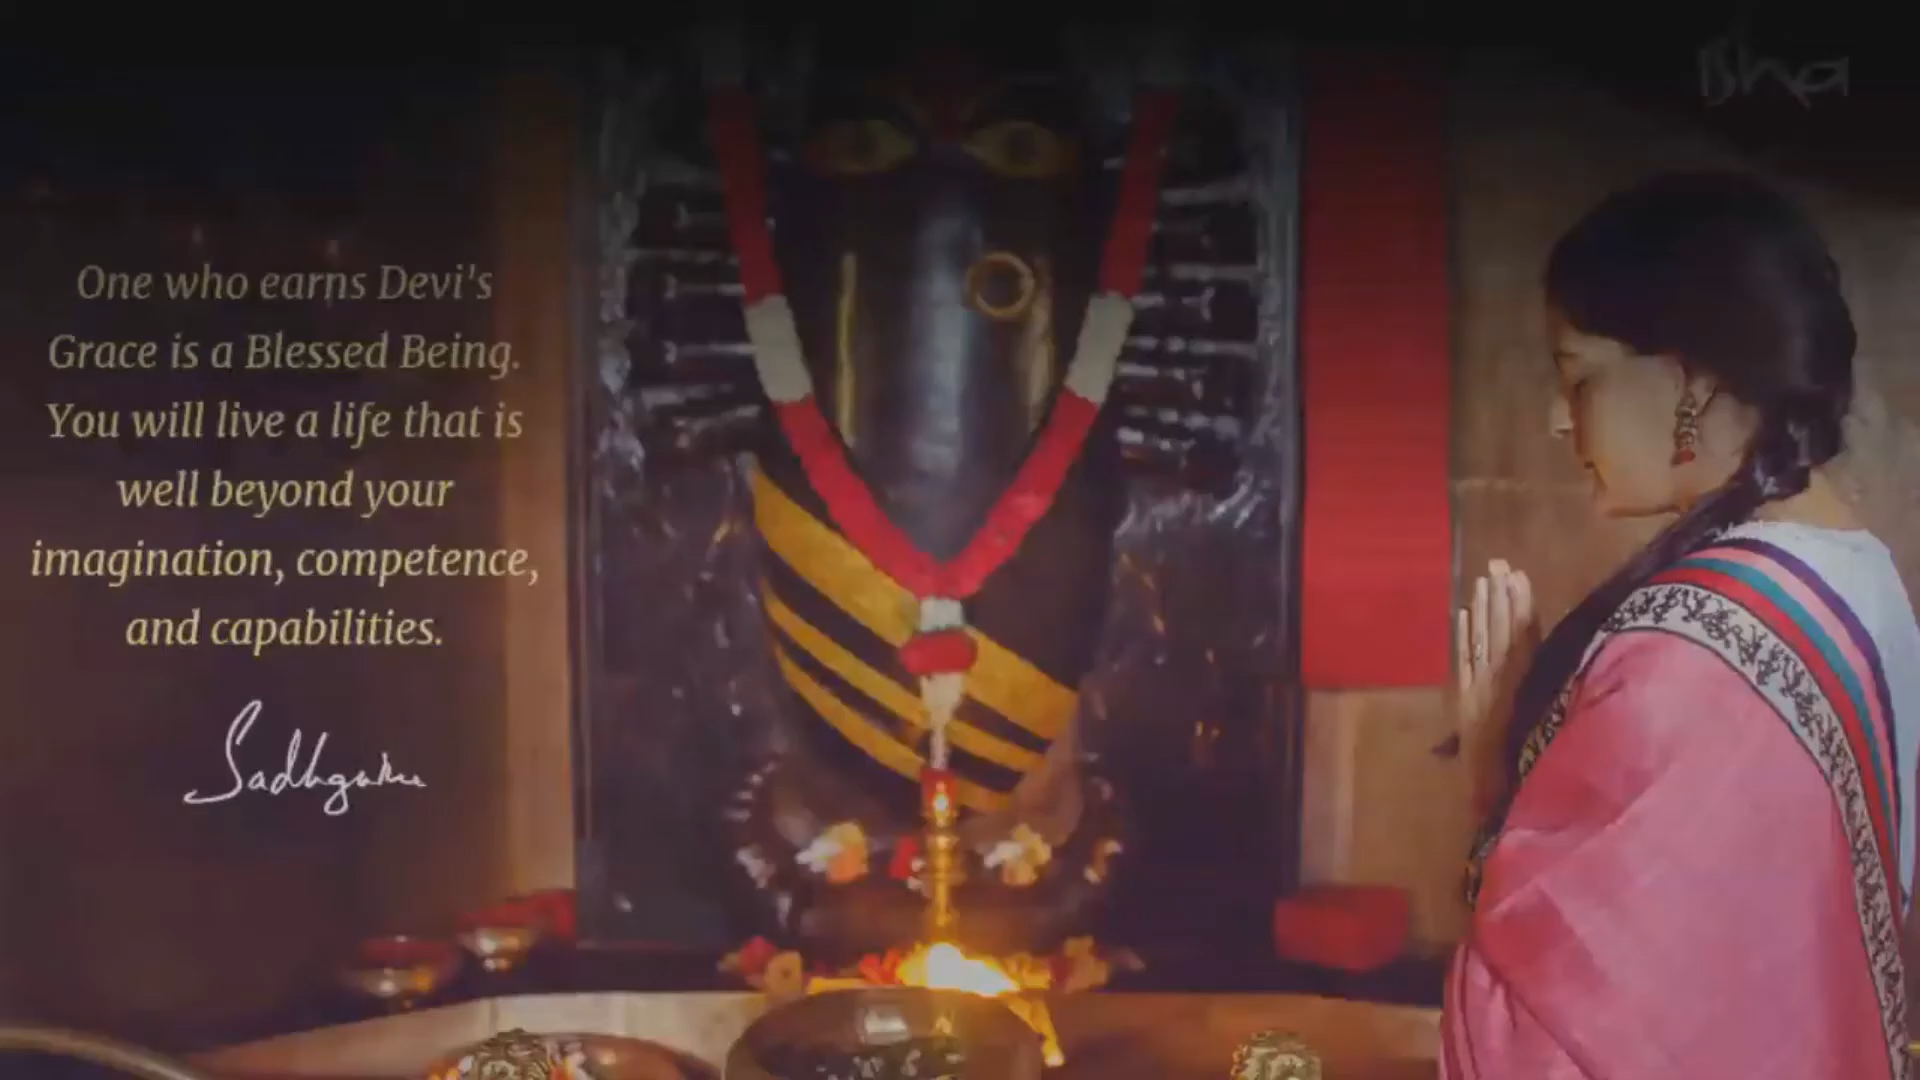 Isha
One who earns Devi's
Grace is a Blessed Being.
You will live a life that is
well beyond your
imagination, competence,
and capabilities.
Sadhguru